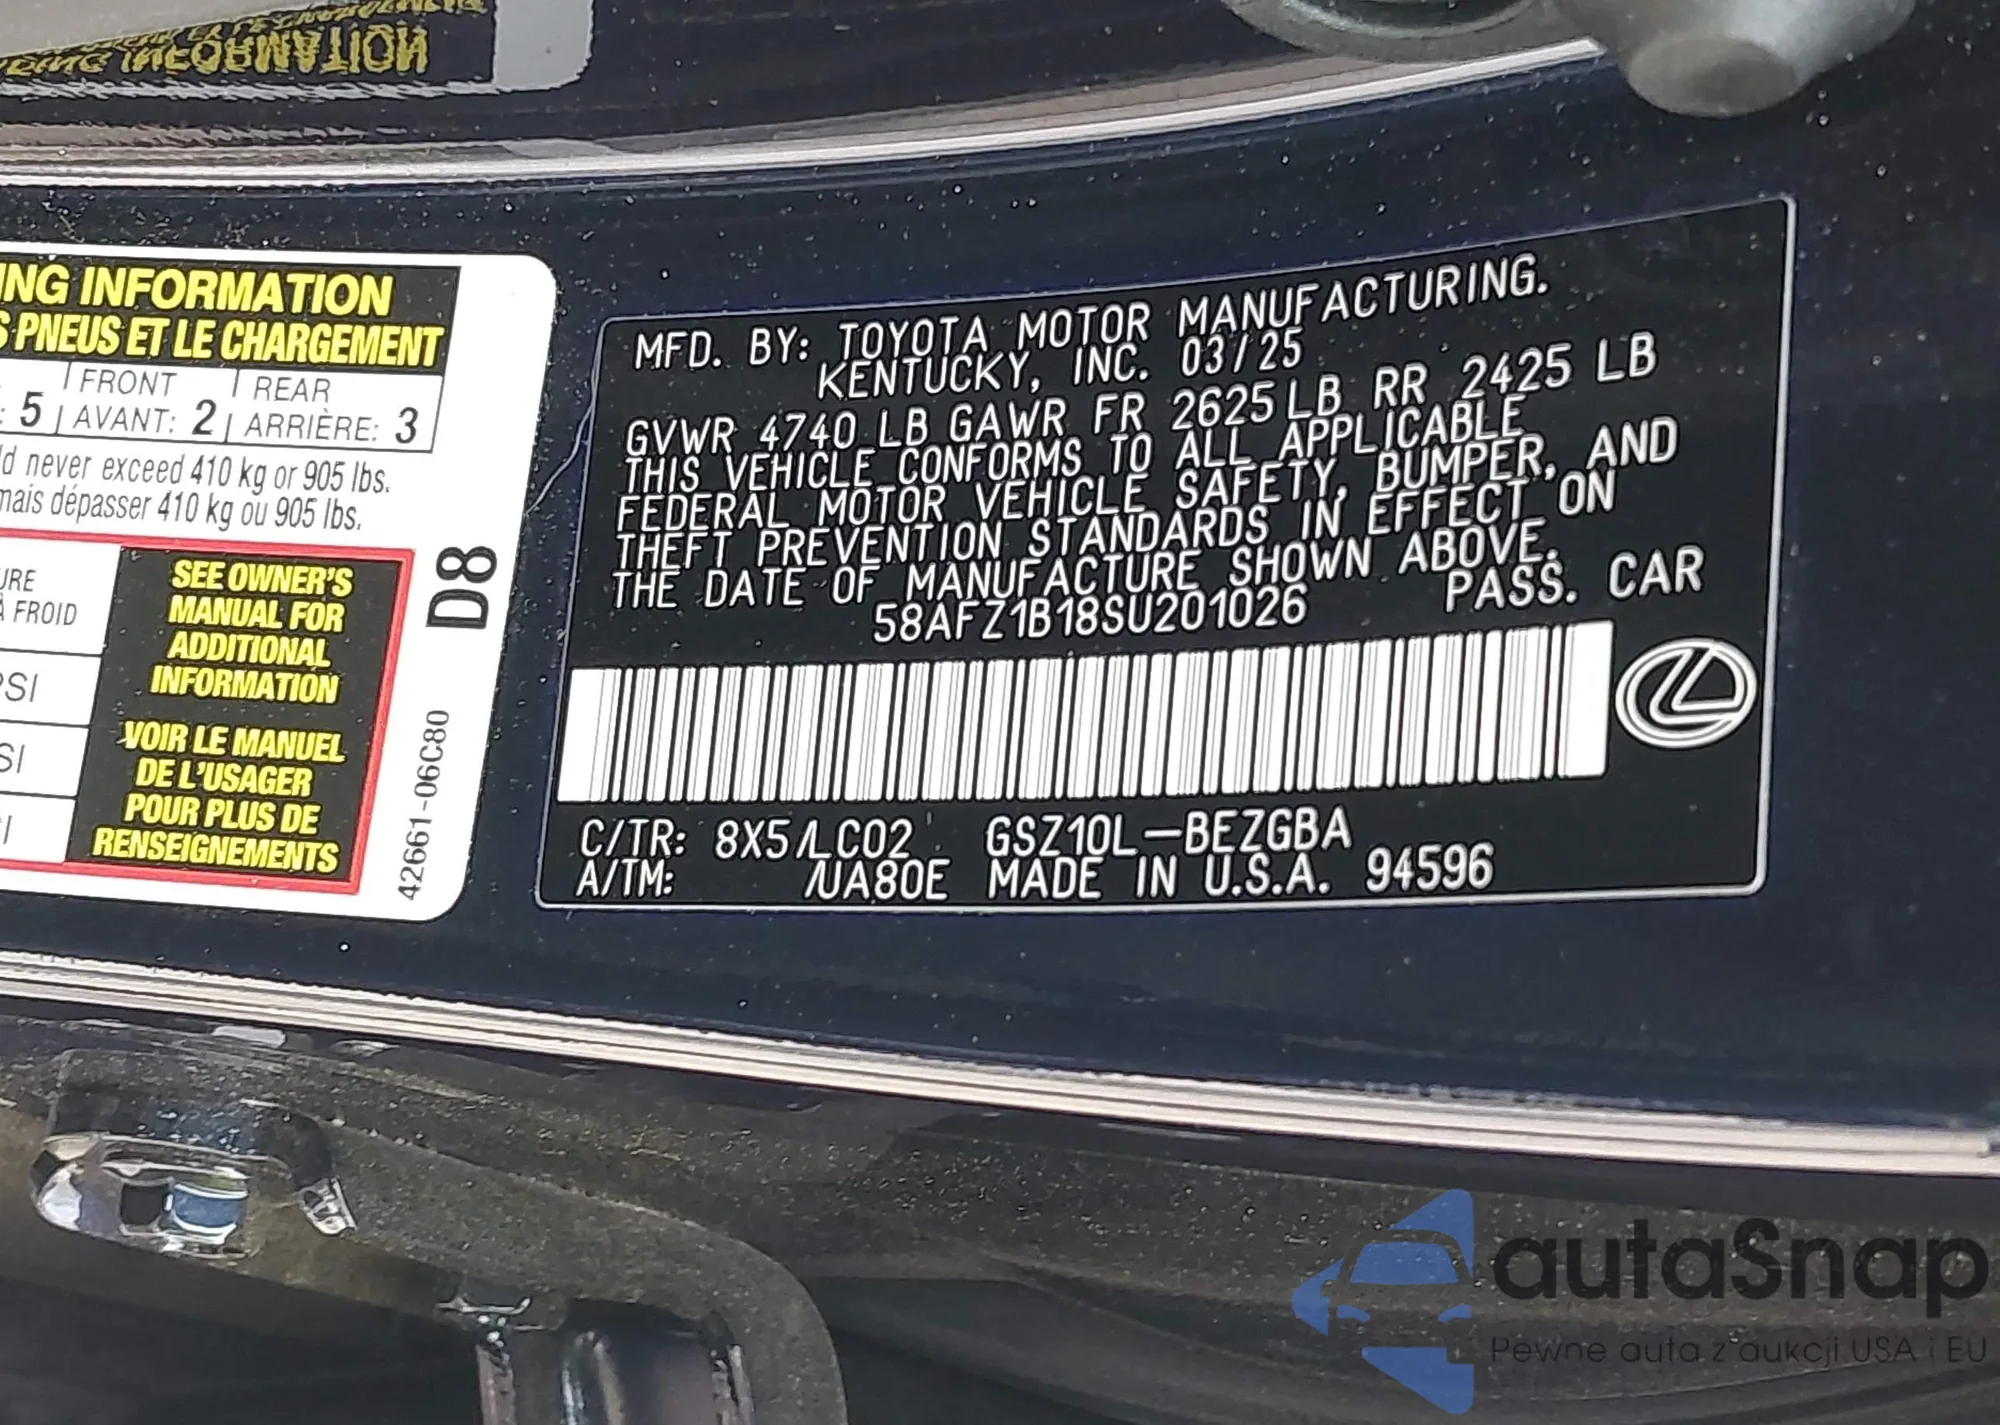 ING INFORMATION
S PNEUS ET LE CHARGEMENT
: 5 FRONT AVANT: 2 REAR ARRIÈRE: 3
d never exceed 410 kg or 905 lbs.
mais dépasser 410 kg ou 905 lbs.
URE
À FROID
PSI
SI
I
SEE OWNER'S
MANUAL FOR
ADDITIONAL
INFORMATION
VOIR LE MANUEL
DE L'USAGER
POUR PLUS DE
RENSEIGNEMENTS
D8
42661-06C80
MFD. BY: TOYOTA MOTOR MANUFACTURING.
KENTUCKY, INC. 03/25
GVWR 4740 LB GAWR FR 2625 LB RR 2425 LB
THIS VEHICLE CONFORMS TO ALL APPLICABLE
FEDERAL MOTOR VEHICLE SAFETY, BUMPER, AND
THEFT PREVENTION STANDARDS IN EFFECT ON
THE DATE OF MANUFACTURE SHOWN ABOVE.
58AFZ1B18SU201026 PASS. CAR
C/TR: 8X5/LC02 GSZ10L-BEZGBA
A/TM: /UA80E MADE IN U.S.A. 94596
autaSnap
Pewne auta z aukcji USA i EU